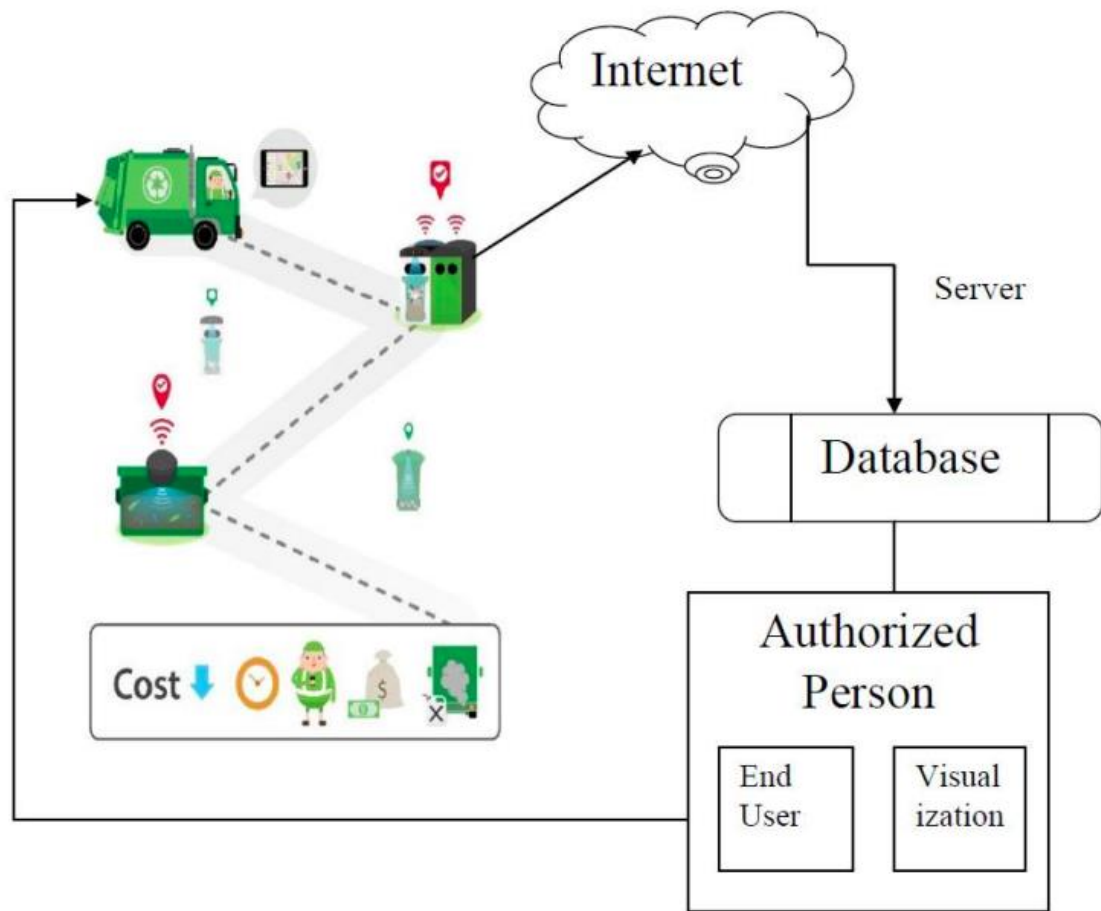 Internet
Server
Database
Cost
$
X
Authorized
Person
End
User
Visual
ization